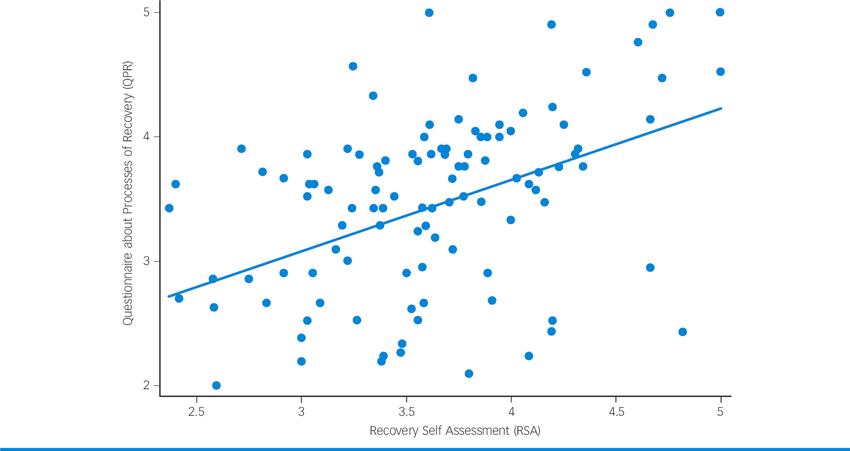 5
4
3
2
Questionnaire about Processes of Recovery (QPR)
2.5 3 3.5 4 4.5 5
Recovery Self Assessment (RSA)